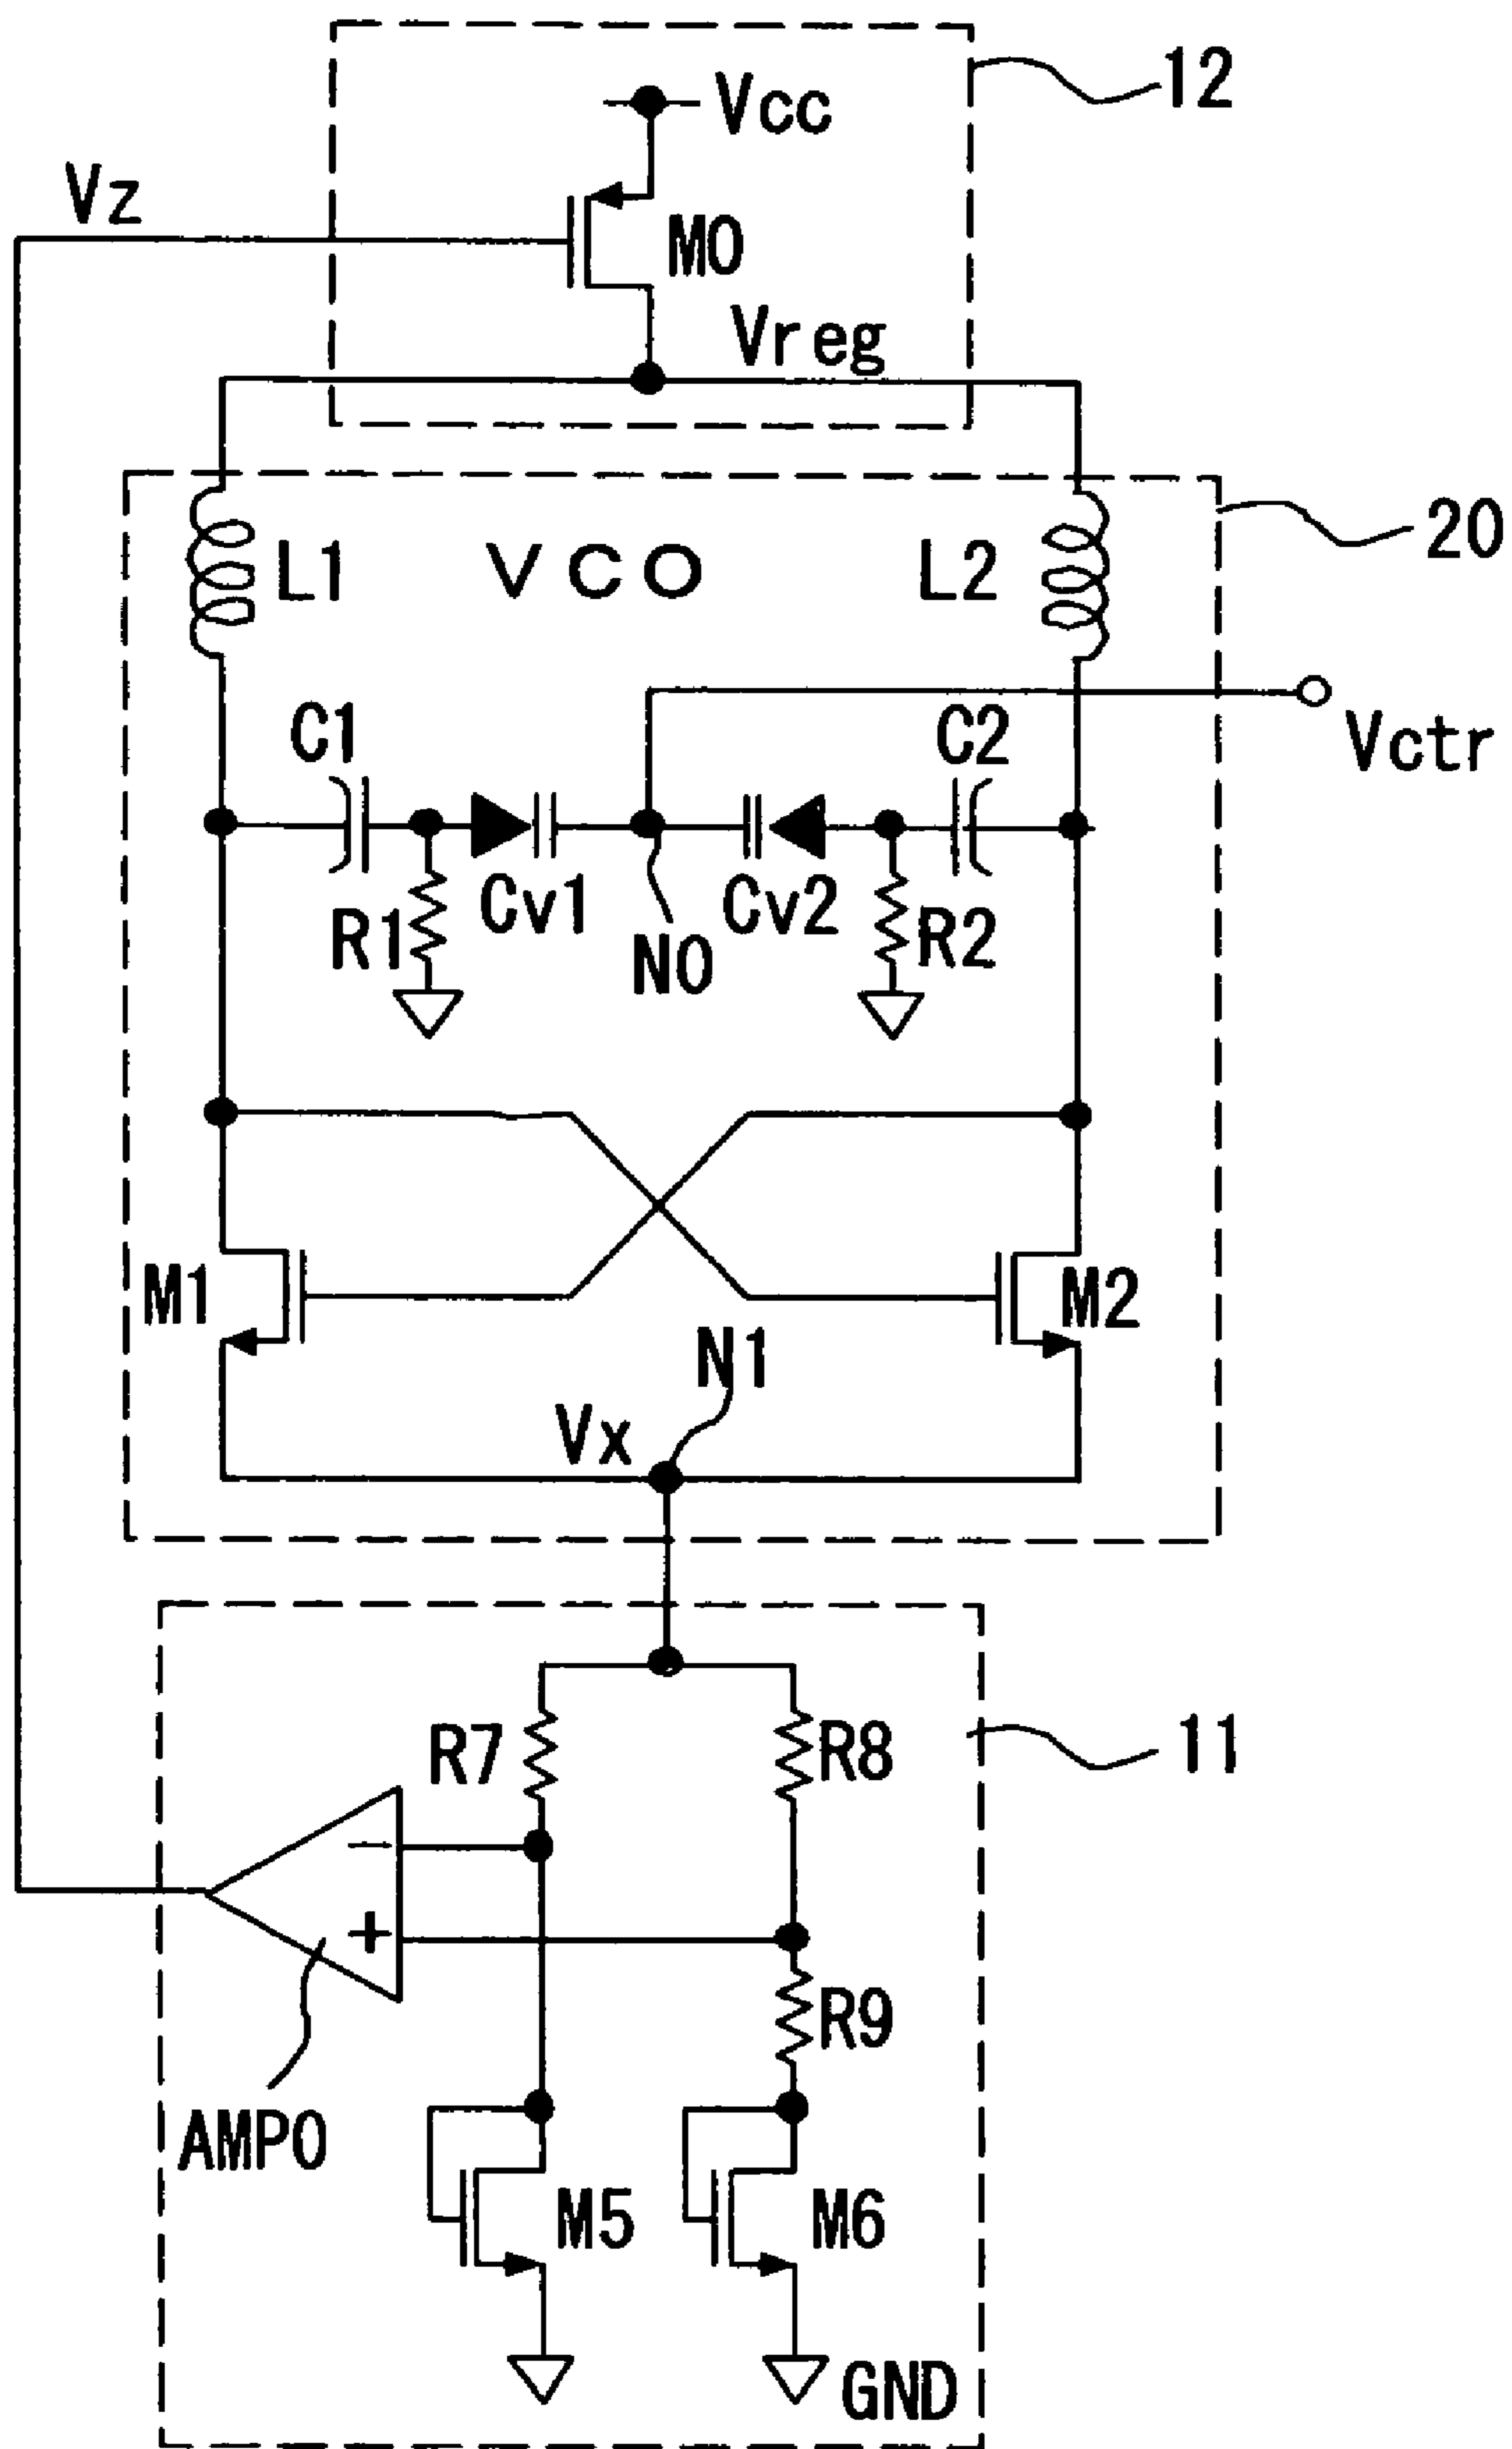 12
Vcc
Vz
M0
Vreg
20
L1
VCO
L2
C1
C2
Vctr
Cv1
Cv2
R1
R2
N0
M1
M2
N1
Vx
R7
R8
11
−
+
R9
AMP0
M5
M6
GND